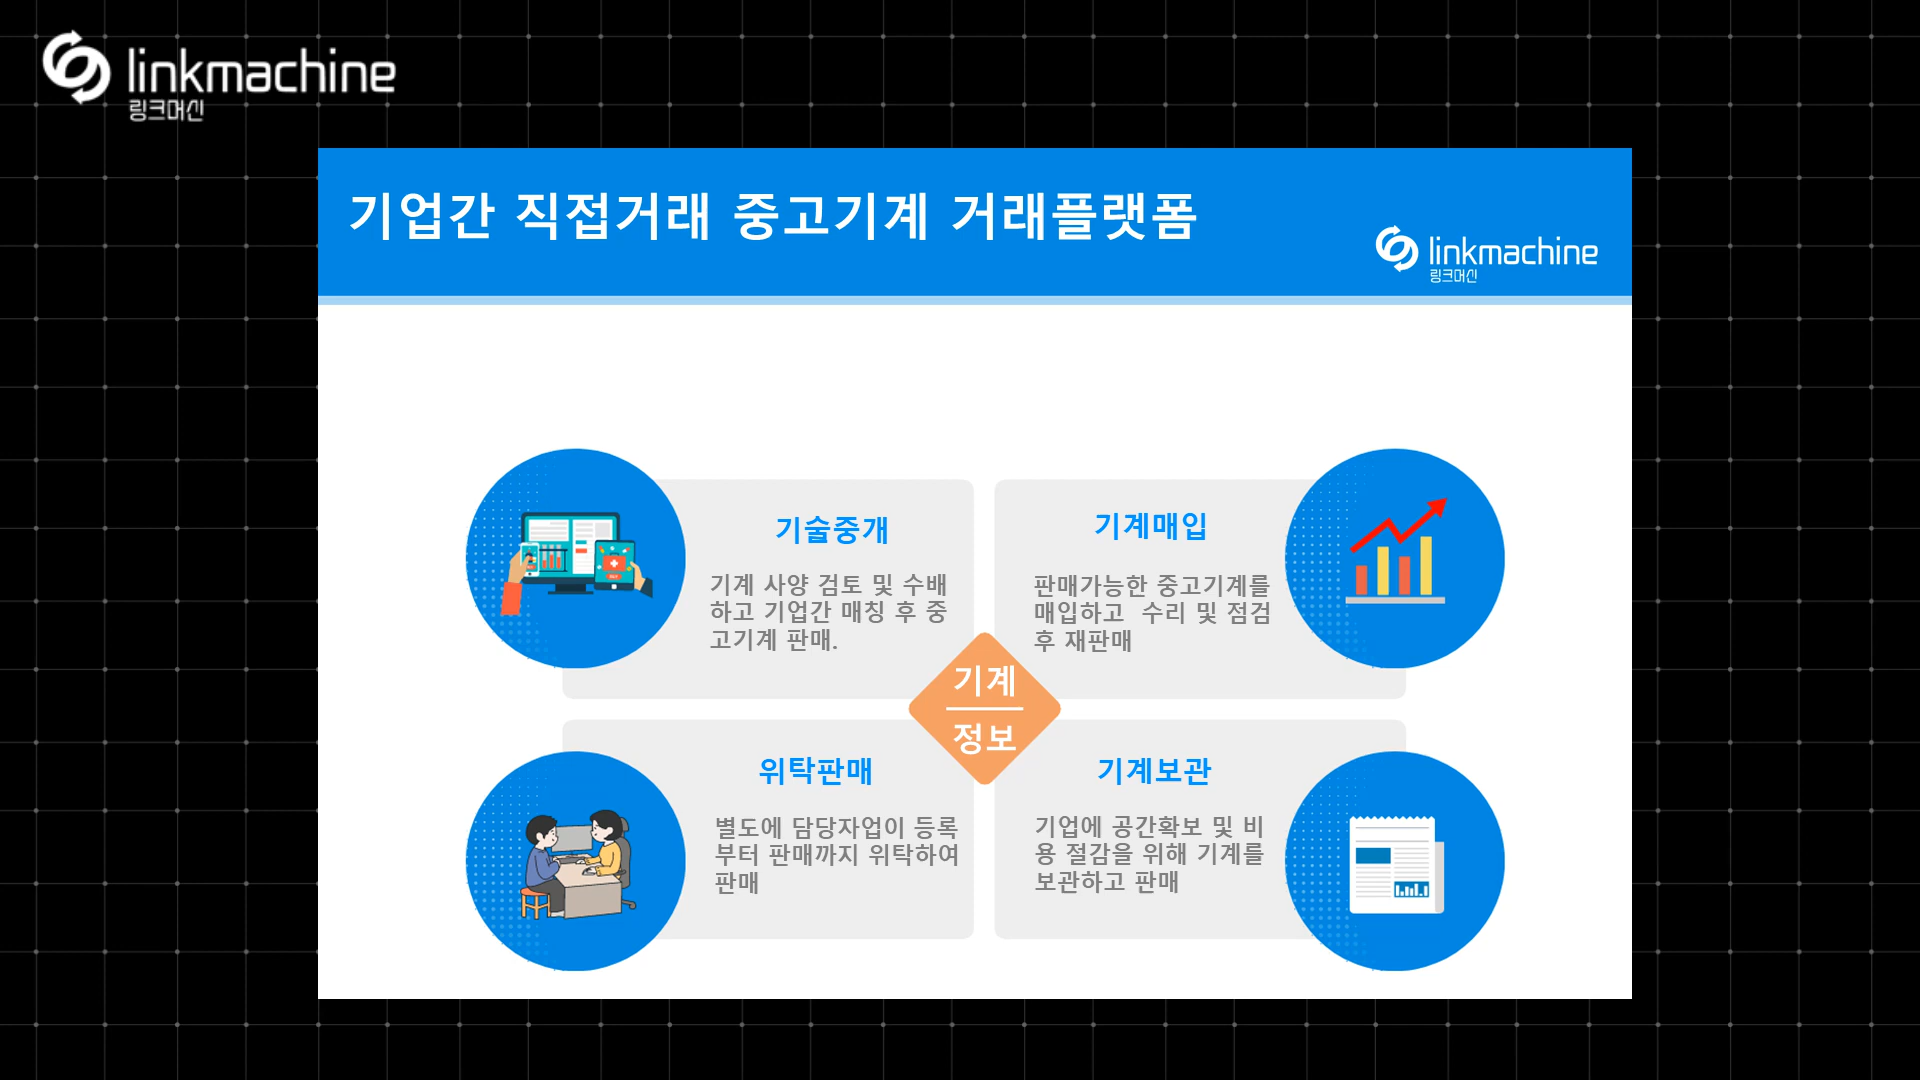 linkmachine
링크머신
기업간 직접거래 중고기계 거래플랫폼
linkmachine
링크머신
기술중개
기계 사양 검토 및 수배
하고 기업간 매칭 후 중
고기계 판매.
기계매입
판매가능한 중고기계를
매입하고 수리 및 점검
후 재판매
기계
정보
위탁판매
별도에 담당자업이 등록
부터 판매까지 위탁하여
판매
기계보관
기업에 공간확보 및 비
용 절감을 위해 기계를
보관하고 판매